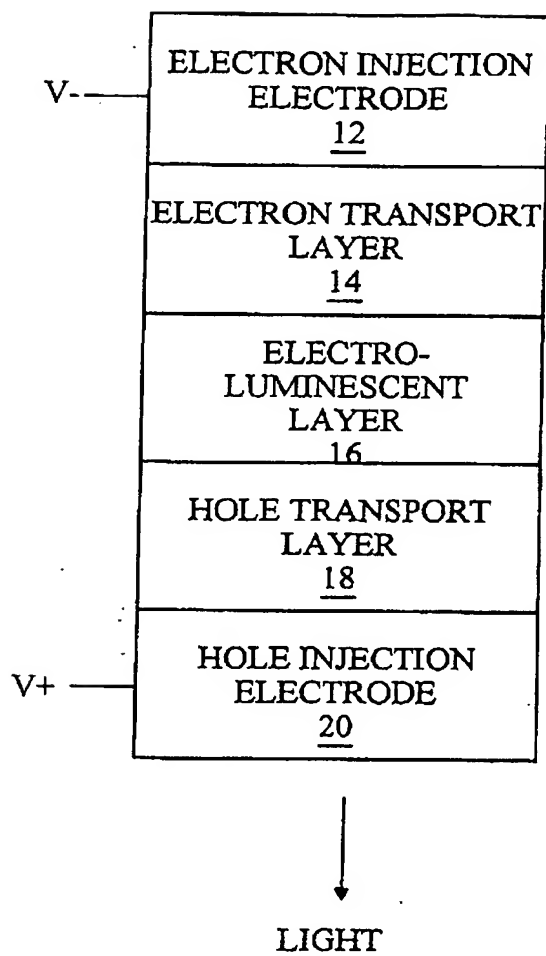 V-
ELECTRON INJECTION
ELECTRODE
12
ELECTRON TRANSPORT
LAYER
14
ELECTRO-
LUMINESCENT
LAYER
16
HOLE TRANSPORT
LAYER
18
V+
HOLE INJECTION
ELECTRODE
20
LIGHT